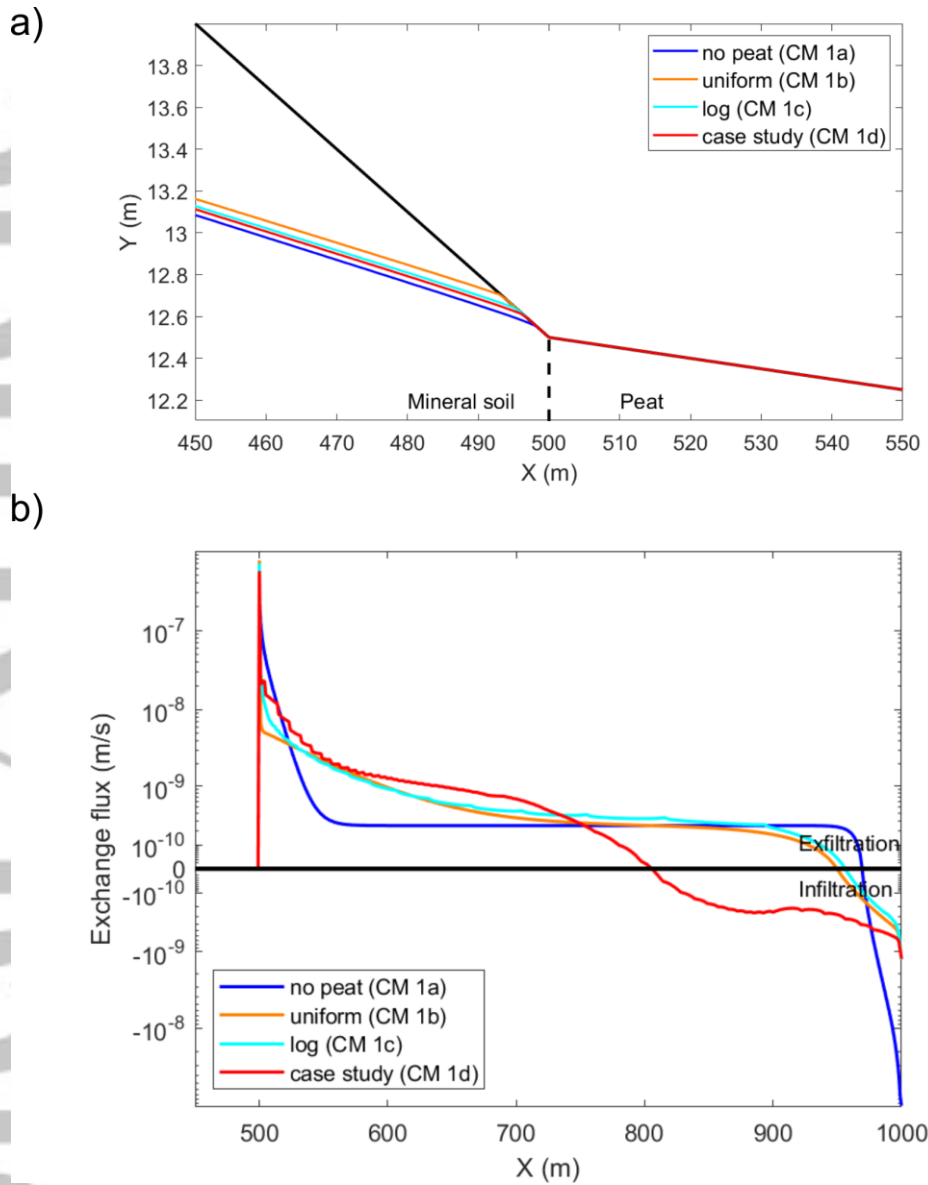 a)
13.8
13.6
13.4
13.2
13
12.8
12.6
12.4
12.2
Y (m)
no peat (CM 1a)
uniform (CM 1b)
log (CM 1c)
case study (CM 1d)
Mineral soil
Peat
450 460 470 480 490 500 510 520 530 540 550
X (m)
b)
10-7
10-8
10-9
10-10
0
-10-10
-10-9
-10-8
Exchange flux (m/s)
Exfiltration
Infiltration
no peat (CM 1a)
uniform (CM 1b)
log (CM 1c)
case study (CM 1d)
500 600 700 800 900 1000
X (m)